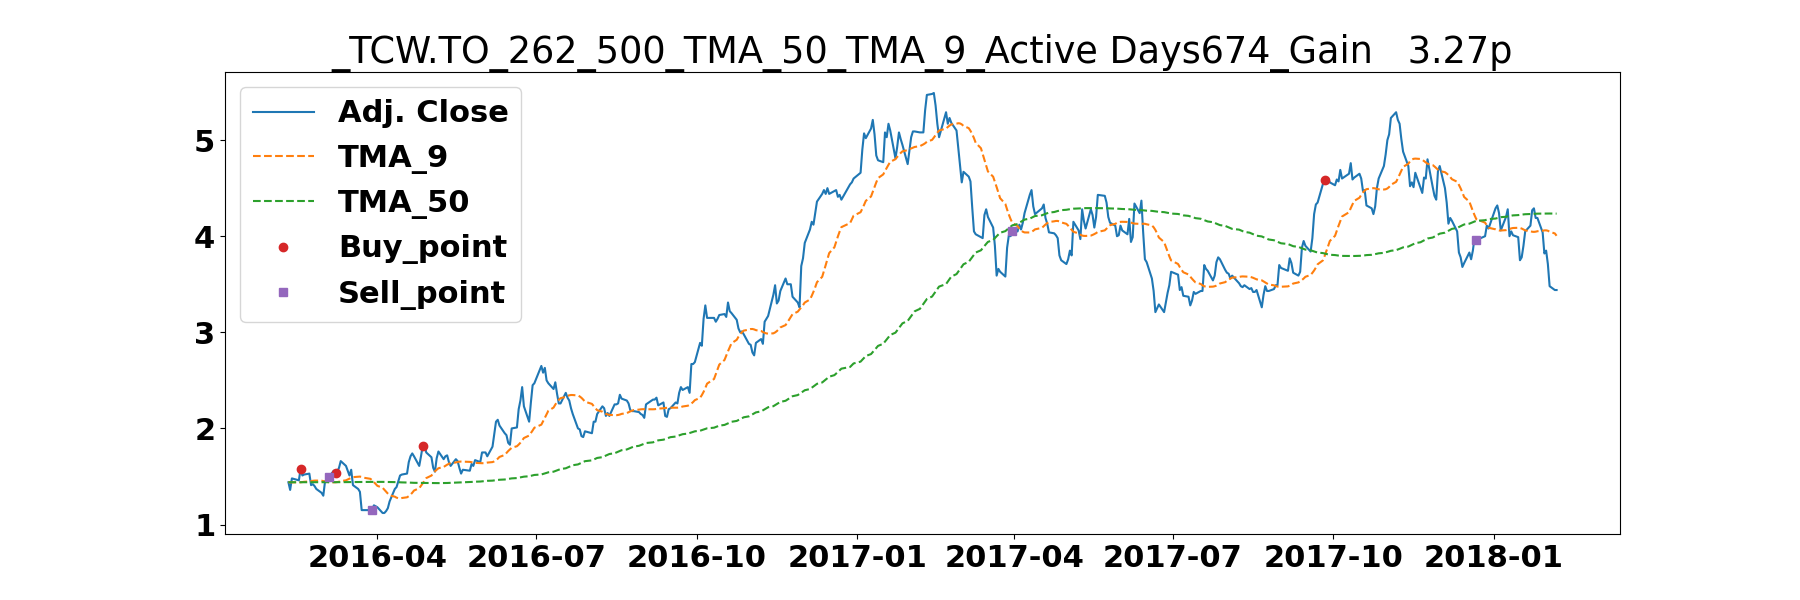 _TCW.TO_262_500_TMA_50_TMA_9_Active Days674_Gain   3.27p
Adj. Close
TMA_9
TMA_50
Buy_point
Sell_point
5
4
3
2
1
2016-04 2016-07 2016-10 2017-01 2017-04 2017-07 2017-10 2018-01